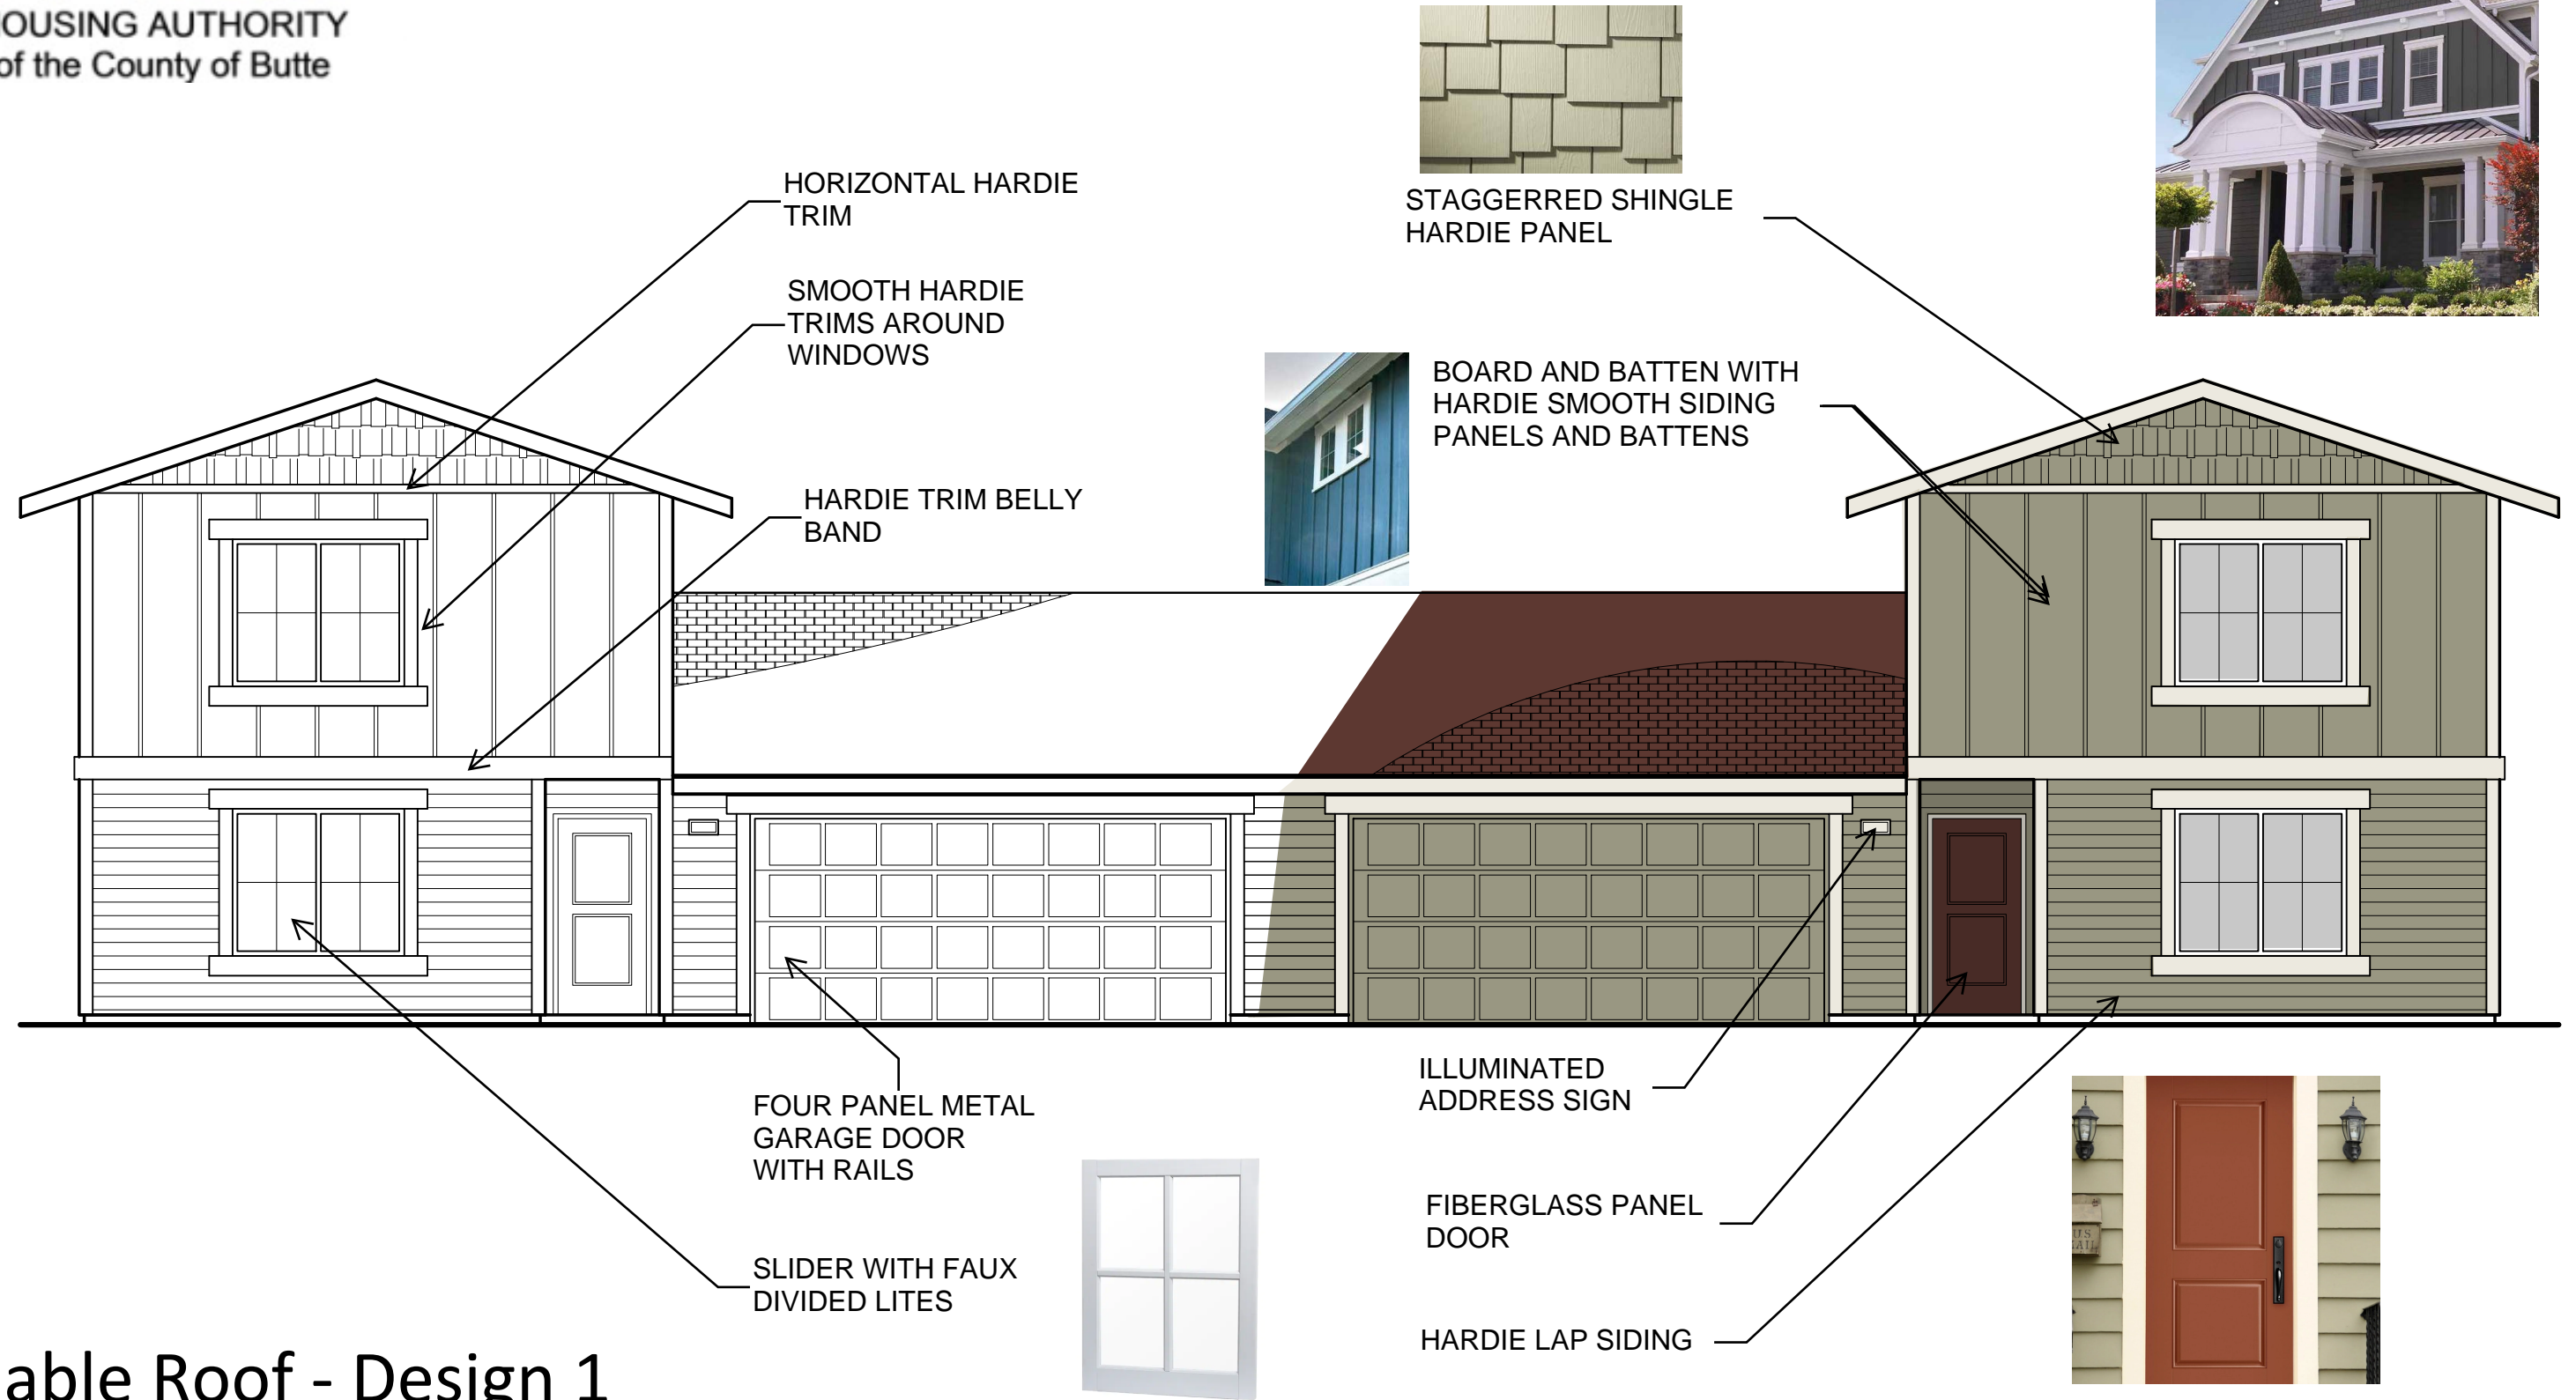 HOUSING AUTHORITY
of the County of Butte
HORIZONTAL HARDIE
TRIM
SMOOTH HARDIE
TRIMS AROUND
WINDOWS
HARDIE TRIM BELLY
BAND
STAGGERRED SHINGLE
HARDIE PANEL
BOARD AND BATTEN WITH
HARDIE SMOOTH SIDING
PANELS AND BATTENS
FOUR PANEL METAL
GARAGE DOOR
WITH RAILS
SLIDER WITH FAUX
DIVIDED LITES
ILLUMINATED
ADDRESS SIGN
FIBERGLASS PANEL
DOOR
HARDIE LAP SIDING
U.S
able Roof - Design 1